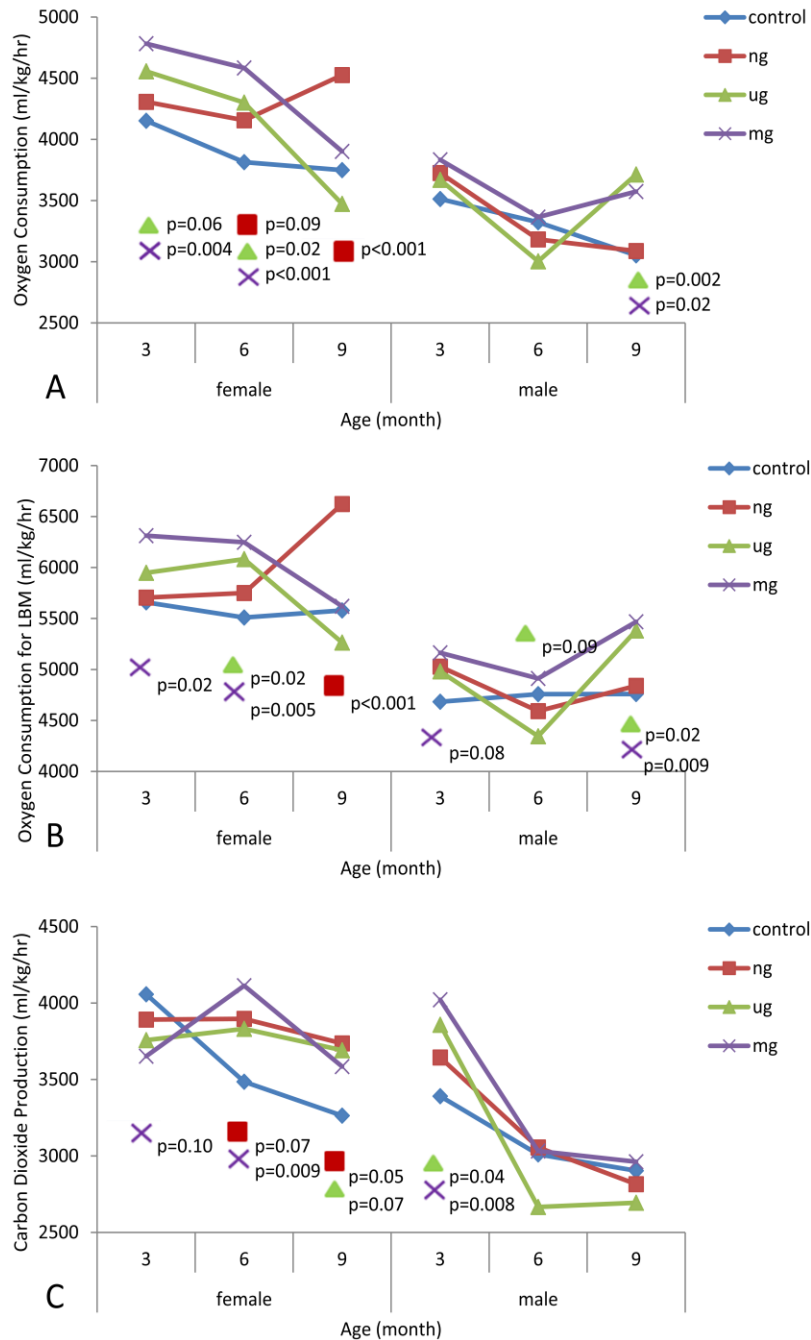 5000
4500
4000
3500
3000
2500
Oxygen Consumption (ml/kg/hr)
control
ng
ug
mg
p=0.06
p=0.09
p=0.004
p=0.02
p<0.001
p<0.001
p=0.002
p=0.02
3 6 9 3 6 9
female male
Age (month)
A
7000
6500
6000
5500
5000
4500
4000
Oxygen Consumption for LBM (ml/kg/hr)
control
ng
ug
mg
p=0.02
p=0.02
p=0.005
p<0.001
p=0.09
p=0.08
p=0.02
p=0.009
3 6 9 3 6 9
female male
Age (month)
B
4500
4000
3500
3000
2500
Carbon Dioxide Production (ml/kg/hr)
control
ng
ug
mg
p=0.10
p=0.07
p=0.009
p=0.05
p=0.07
p=0.04
p=0.008
3 6 9 3 6 9
female male
Age (month)
C